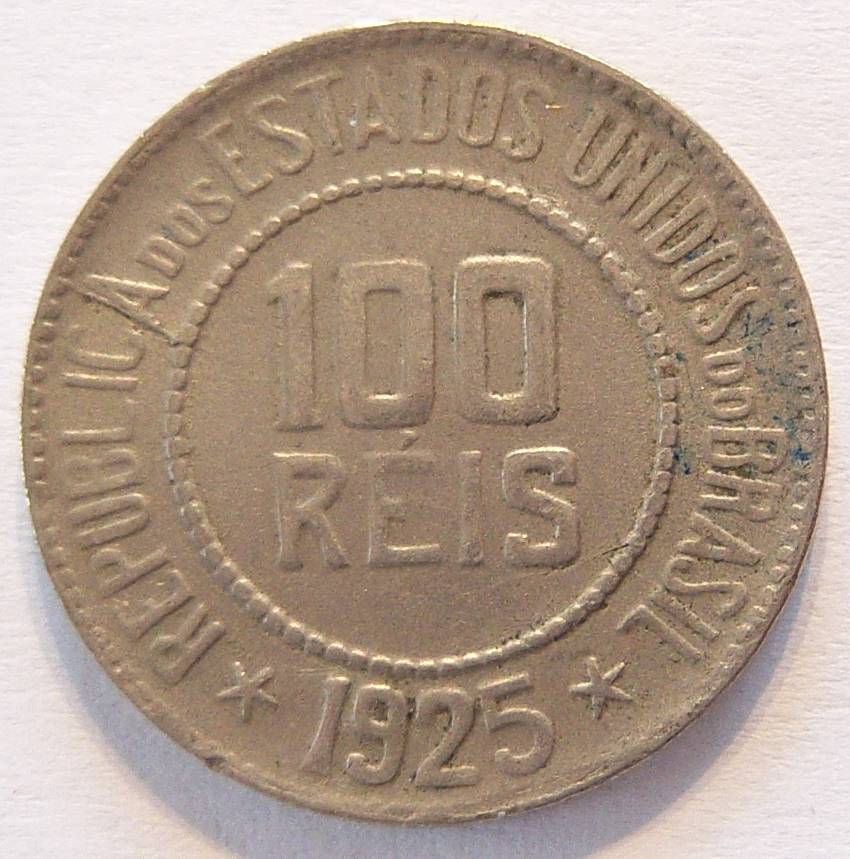 REPUBLICA DOS ESTADOS UNIDOS DO BRASIL
100
RÉIS
★ 1925 ★